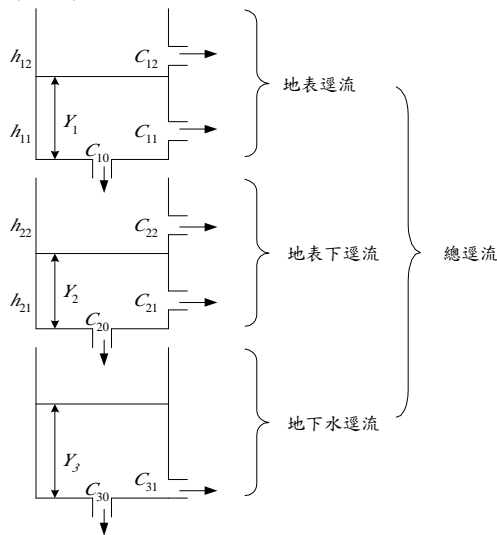 h12 C12
地表逕流
h11 Y1 C11
C10
h22 C22
地表下逕流
總逕流
h21 Y2 C21
C20
地下水逕流
Y3 C31
C30